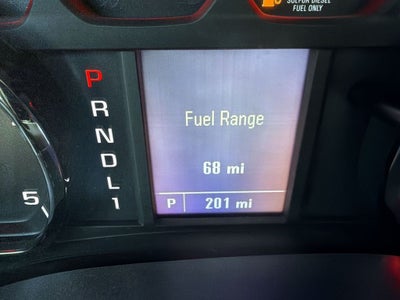 SULFUR DIESEL
FUEL ONLY
P
R
N
D
L
1
5
Fuel Range
68 mi
P 201 mi